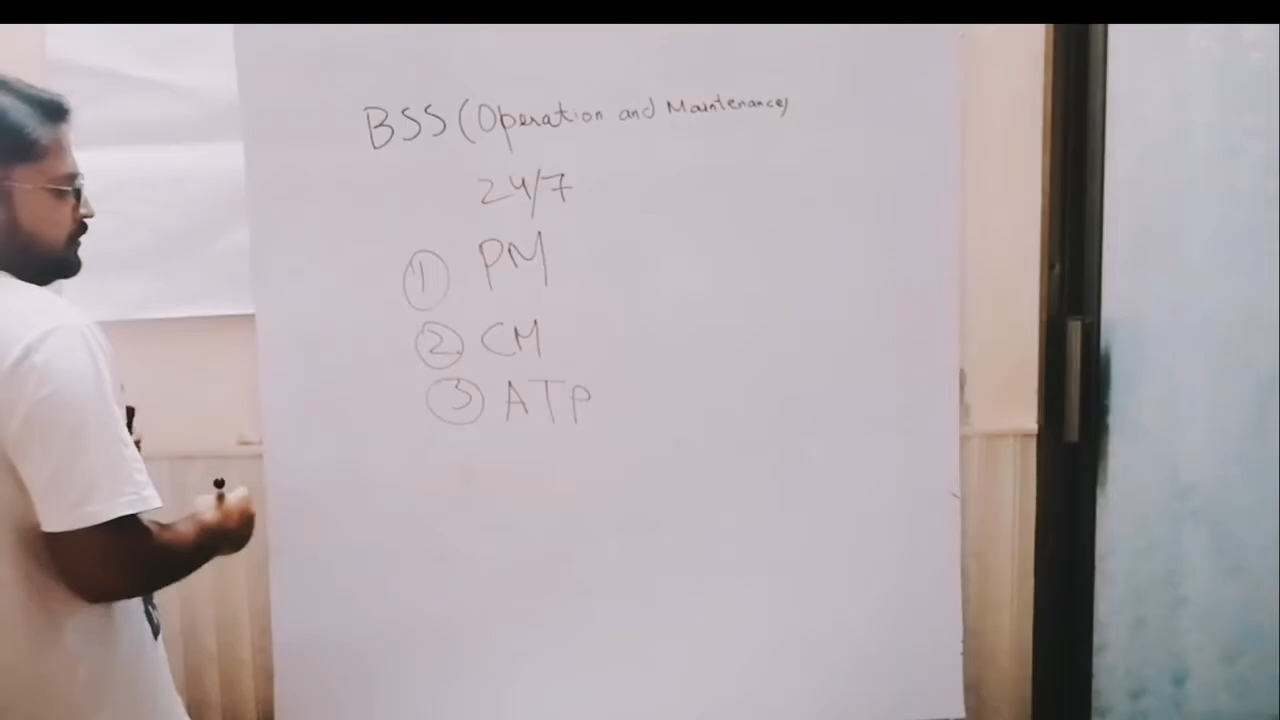 BSS (Operation and Maintenance)
24/7
① PM
② CM
③ ATP